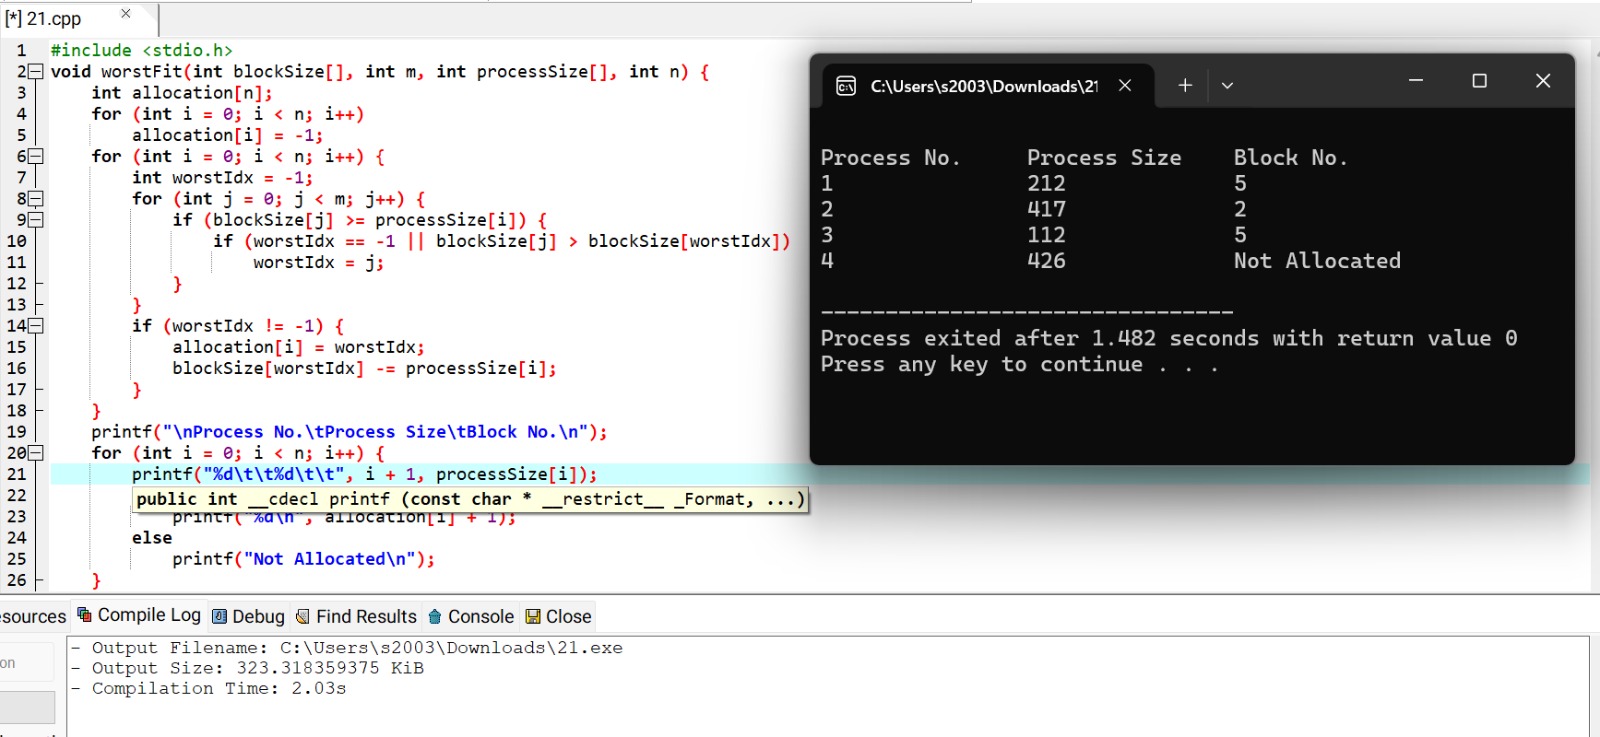 [*] 21.cpp
1 #include <stdio.h>
2 void worstFit(int blockSize[], int m, int processSize[], int n) {
3 int allocation[n];
4 for (int i = 0; i < n; i++)
5 allocation[i] = -1;
6 for (int i = 0; i < n; i++) {
7 int worstIdx = -1;
8 for (int j = 0; j < m; j++) {
9 if (blockSize[j] >= processSize[i]) {
10 if (worstIdx == -1 || blockSize[j] > blockSize[worstIdx])
11 worstIdx = j;
12 }
13 }
14 if (worstIdx != -1) {
15 allocation[i] = worstIdx;
16 blockSize[worstIdx] -= processSize[i];
17 }
18 }
19 printf("\nProcess No.\tProcess Size\tBlock No.\n");
20 for (int i = 0; i < n; i++) {
21 printf("%d\t\t%d\t\t", i + 1, processSize[i]);
22 public int __cdecl printf (const char * __restrict__ _Format, ...)
23 printf("%d\n", allocation[i] + 1);
24 else
25 printf("Not Allocated\n");
26 }
C:\Users\s2003\Downloads\21
Process No. Process Size Block No.
1 212 5
2 417 2
3 112 5
4 426 Not Allocated
--------------------------------
Process exited after 1.482 seconds with return value 0
Press any key to continue . . .
esources Compile Log Debug Find Results Console Close
on
- Output Filename: C:\Users\s2003\Downloads\21.exe
- Output Size: 323.318359375 KiB
- Compilation Time: 2.03s